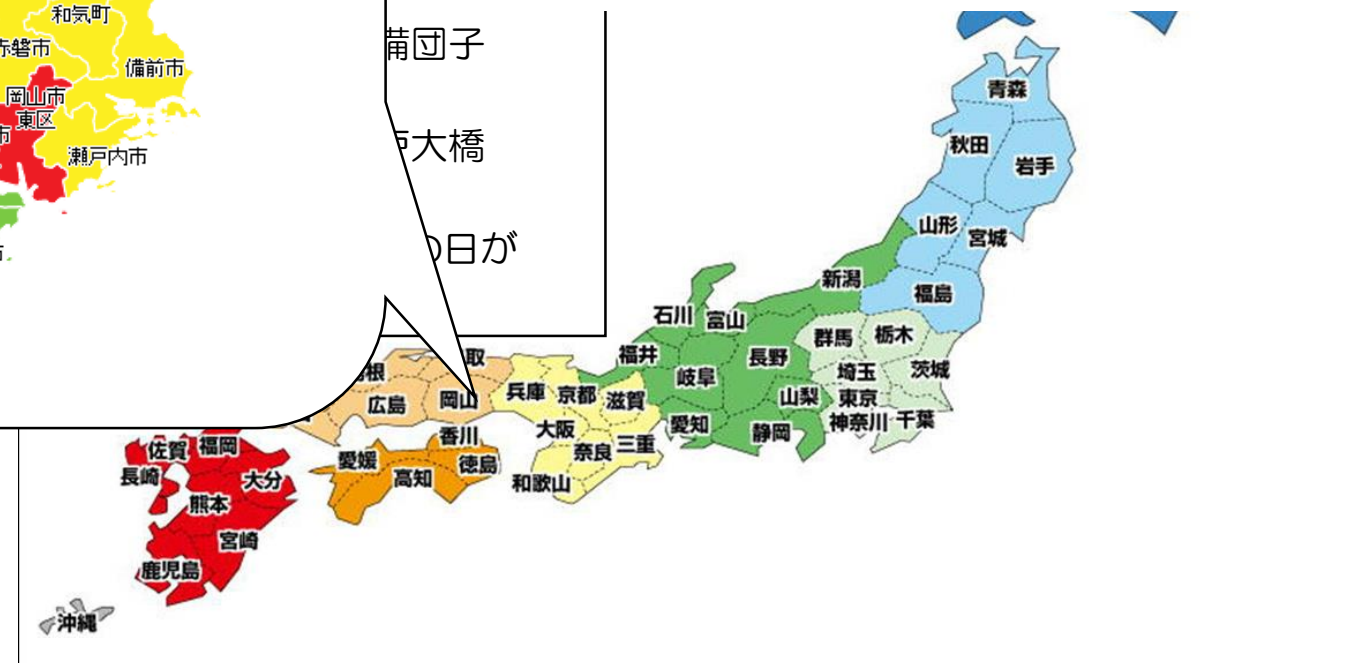 和気町
赤磐市
備前市
岡山市
東区
市
瀬戸内市
市
備団子
戸大橋
の日が
青森
秋田
岩手
山形
宮城
新潟
福島
石川
富山
群馬
栃木
福井
長野
取
岐阜
埼玉
茨城
根
兵庫
京都
滋賀
山梨
東京
広島
岡山
愛知
静岡
神奈川
千葉
大阪
香川
奈良
三重
佐賀
福岡
愛媛
徳島
長崎
大分
高知
和歌山
熊本
宮崎
鹿児島
沖縄